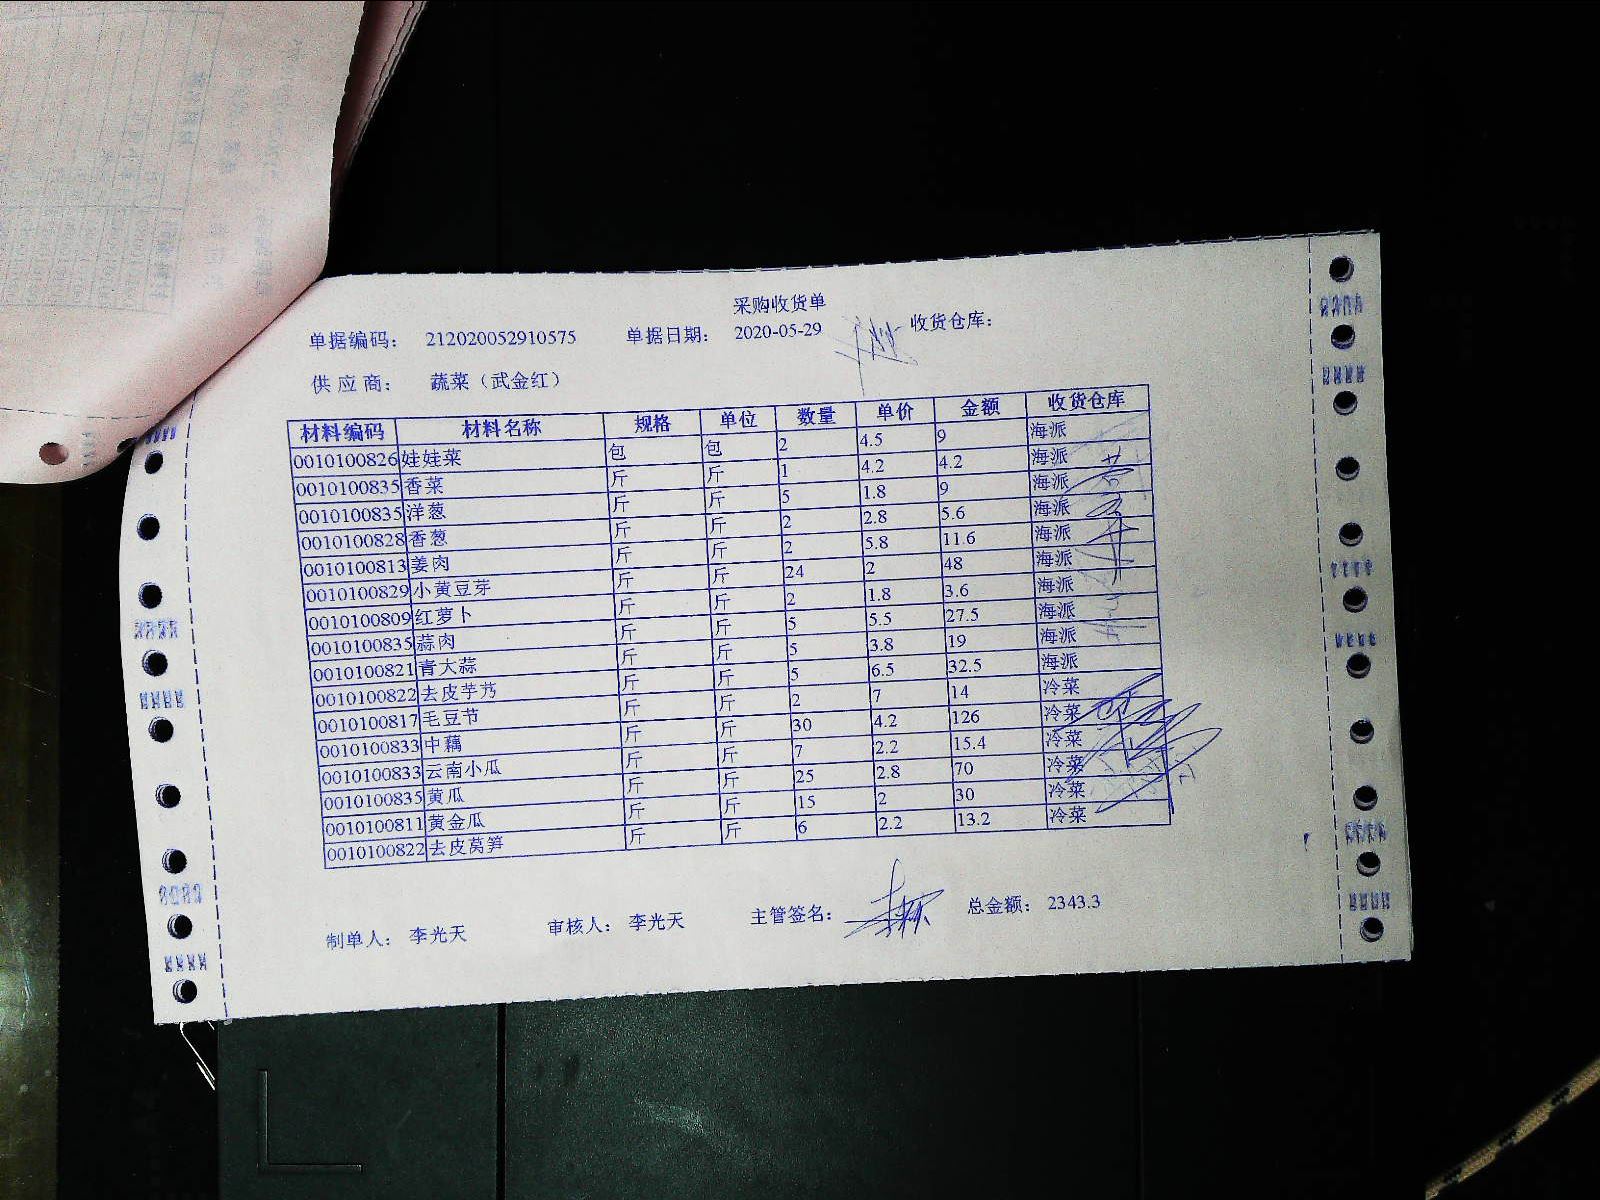 采购收货单
单据编码： 212020052910575 单据日期： 2020-05-29 收货仓库：
供应商： 蔬菜（武金红）
材料编码 材料名称 规格 单位 数量 单价 金额 收货仓库
0010100826 娃娃菜 包 包 2 4.5 9 海派
0010100835 香菜 斤 斤 1 4.2 4.2 海派
0010100835 洋葱 斤 斤 5 1.8 9 海派
0010100828 香葱 斤 斤 2 2.8 5.6 海派
0010100813 姜肉 斤 斤 2 5.8 11.6 海派
0010100829 小黄豆芽 斤 斤 24 2 48 海派
0010100809 红萝卜 斤 斤 2 1.8 3.6 海派
0010100835 蒜肉 斤 斤 5 5.5 27.5 海派
0010100821 青大蒜 斤 斤 5 3.8 19 海派
0010100822 去皮芋艿 斤 斤 5 6.5 32.5 海派
0010100817 毛豆节 斤 斤 2 7 14 冷菜
0010100833 中藕 斤 斤 30 4.2 126 冷菜
0010100833 云南小瓜 斤 斤 7 2.2 15.4 冷菜
0010100835 黄瓜 斤 斤 25 2.8 70 冷菜
0010100811 黄金瓜 斤 斤 15 2 30 冷菜
0010100822 去皮莴笋 斤 斤 6 2.2 13.2 冷菜
制单人： 李光天 审核人： 李光天 主管签名： 总金额： 2343.3